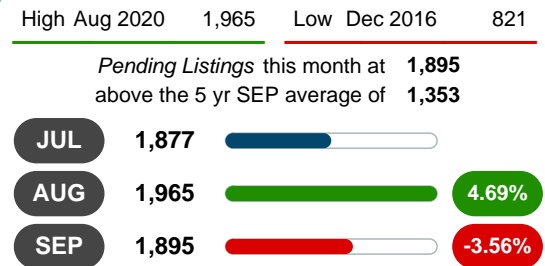 High Aug 2020 1,965 Low Dec 2016 821
Pending Listings this month at 1,895
above the 5 yr SEP average of 1,353
JUL 1,877
AUG 1,965 4.69%
SEP 1,895 -3.56%